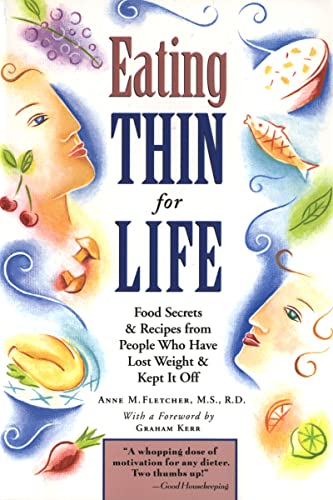 Eating
THIN
for
LIFE
Food Secrets
& Recipes from
People Who Have
Lost Weight &
Kept It Off
ANNE M. FLETCHER, M.S., R.D.
With a Foreword by
GRAHAM KERR
"A whopping dose of
motivation for any dieter.
Two thumbs up!"
—Good Housekeeping